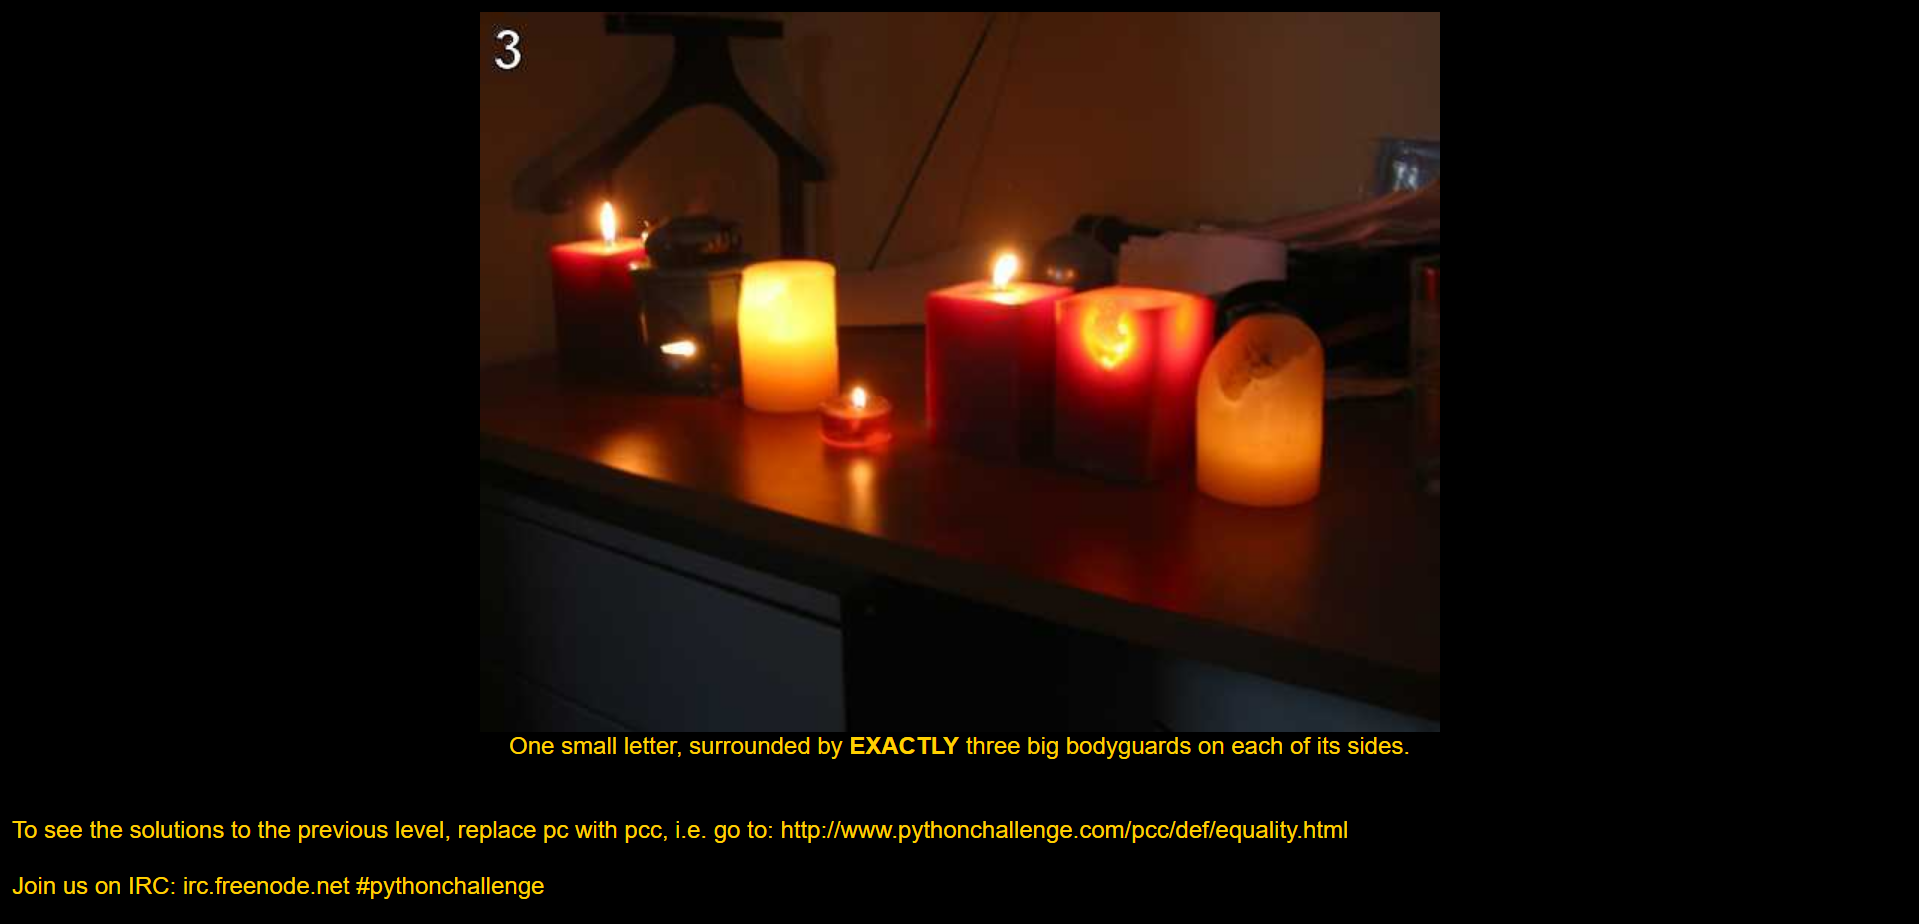 3
One small letter, surrounded by EXACTLY three big bodyguards on each of its sides.
To see the solutions to the previous level, replace pc with pcc, i.e. go to: http://www.pythonchallenge.com/pcc/def/equality.html
Join us on IRC: irc.freenode.net #pythonchallenge